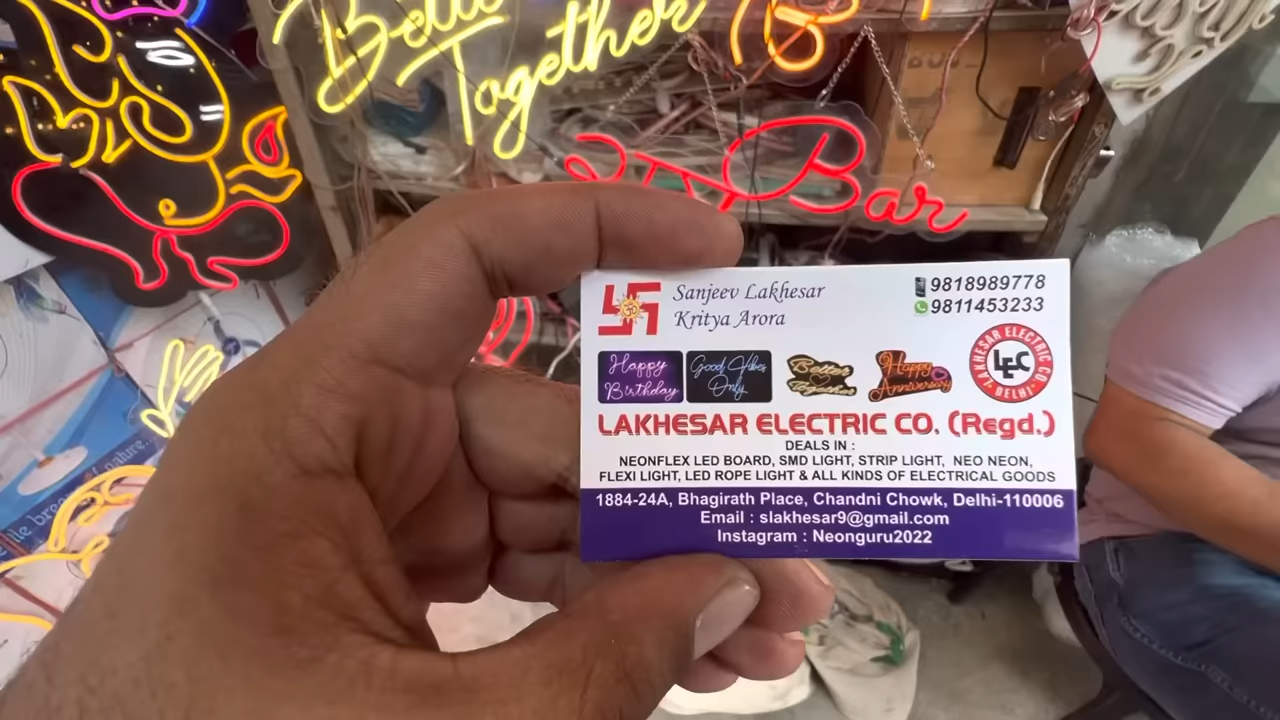 Better
Together
Bar
Sanjeev Lakhesar
Kritya Arora
9818989778
9811453233
Happy
Birthday
Good Vibes
Only
Better
Together
Happy
Anniversary
LAKHESAR ELECTRIC CO.
LEC
DELHI
LAKHESAR ELECTRIC CO. (Regd.)
DEALS IN :
NEONFLEX LED BOARD, SMD LIGHT, STRIP LIGHT, NEO NEON,
FLEXI LIGHT, LED ROPE LIGHT & ALL KINDS OF ELECTRICAL GOODS
1884-24A, Bhagirath Place, Chandni Chowk, Delhi-110006
Email : slakhesar9@gmail.com
Instagram : Neonguru2022
of nature..